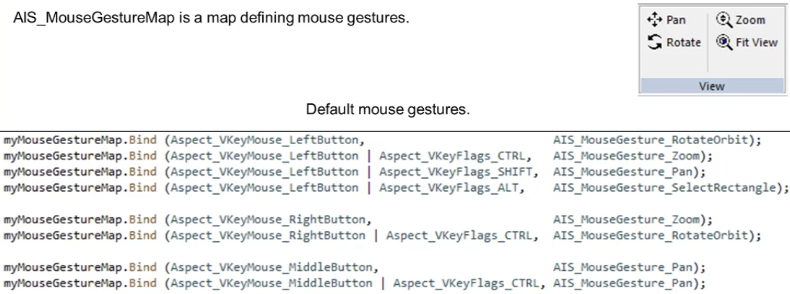 AIS_MouseGestureMap is a map defining mouse gestures.
Pan Zoom
Rotate Fit View
View
Default mouse gestures.
myMouseGestureMap.Bind (Aspect_VKeyMouse_LeftButton, AIS_MouseGesture_RotateOrbit);
myMouseGestureMap.Bind (Aspect_VKeyMouse_LeftButton | Aspect_VKeyFlags_CTRL, AIS_MouseGesture_Zoom);
myMouseGestureMap.Bind (Aspect_VKeyMouse_LeftButton | Aspect_VKeyFlags_SHIFT, AIS_MouseGesture_Pan);
myMouseGestureMap.Bind (Aspect_VKeyMouse_LeftButton | Aspect_VKeyFlags_ALT, AIS_MouseGesture_SelectRectangle);
myMouseGestureMap.Bind (Aspect_VKeyMouse_RightButton, AIS_MouseGesture_Zoom);
myMouseGestureMap.Bind (Aspect_VKeyMouse_RightButton | Aspect_VKeyFlags_CTRL, AIS_MouseGesture_RotateOrbit);
myMouseGestureMap.Bind (Aspect_VKeyMouse_MiddleButton, AIS_MouseGesture_Pan);
myMouseGestureMap.Bind (Aspect_VKeyMouse_MiddleButton | Aspect_VKeyFlags_CTRL, AIS_MouseGesture_Pan);